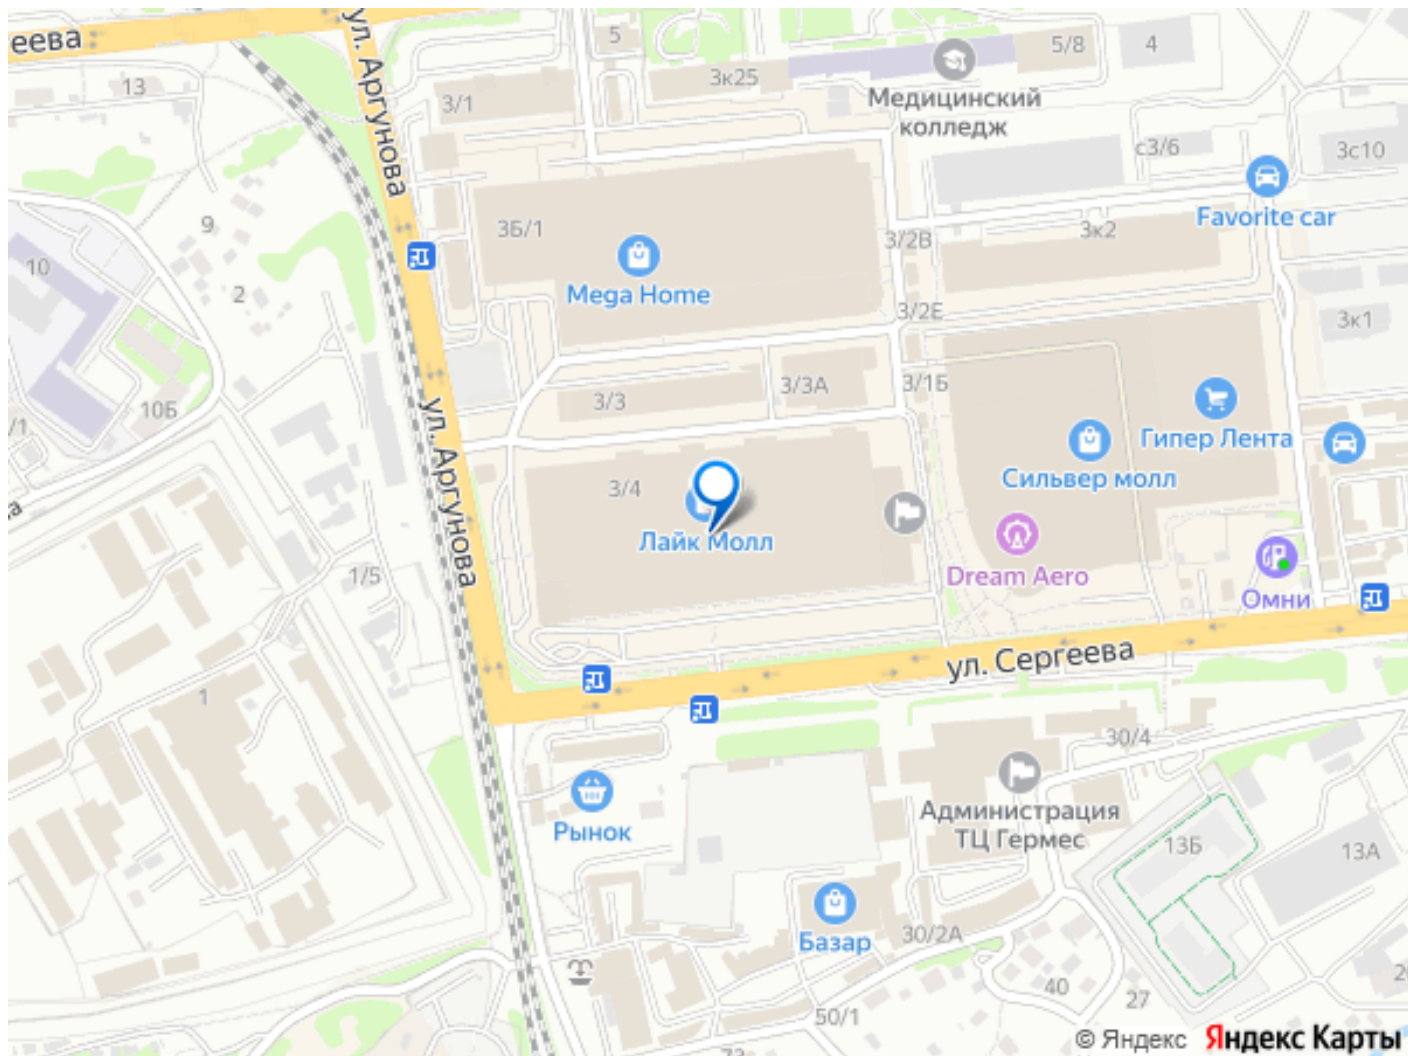 еева
ул. Аргунова
5
5/8
4
13
3к25
3/1
Медицинский
колледж
с3/6
3с10
Favorite car
9
3Б/1
3/2В
3к2
10
2
Mega Home
3/2Е
3к1
3/3А
3/1Б
10Б
3/3
ул. Аргунова
/1
Гипер Лента
Сильвер молл
3/4
Лайк Молл
1/5
Dream Aero
Омни
ул. Сергеева
1
30/4
Администрация
ТЦ Гермес
Рынок
13Б
13А
Базар
30/2А
40
27
50/1
© Яндекс Яндекс Карты